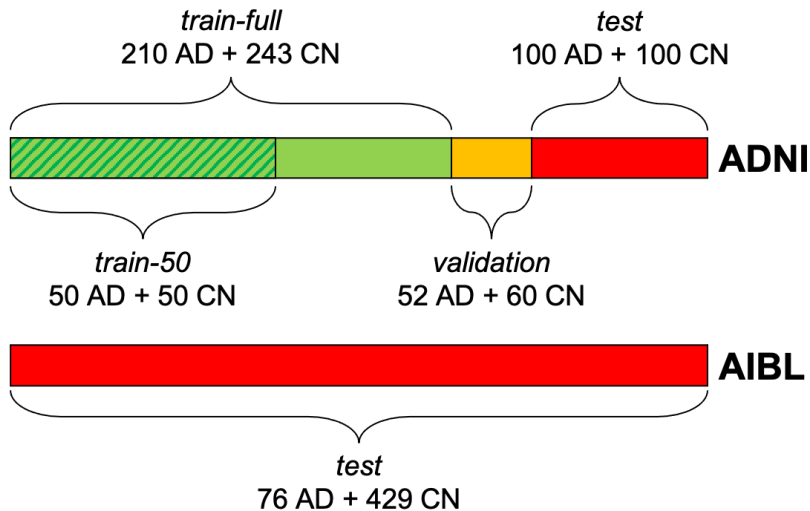 train-full
210 AD + 243 CN
test
100 AD + 100 CN
ADNI
train-50
50 AD + 50 CN
validation
52 AD + 60 CN
AIBL
test
76 AD + 429 CN